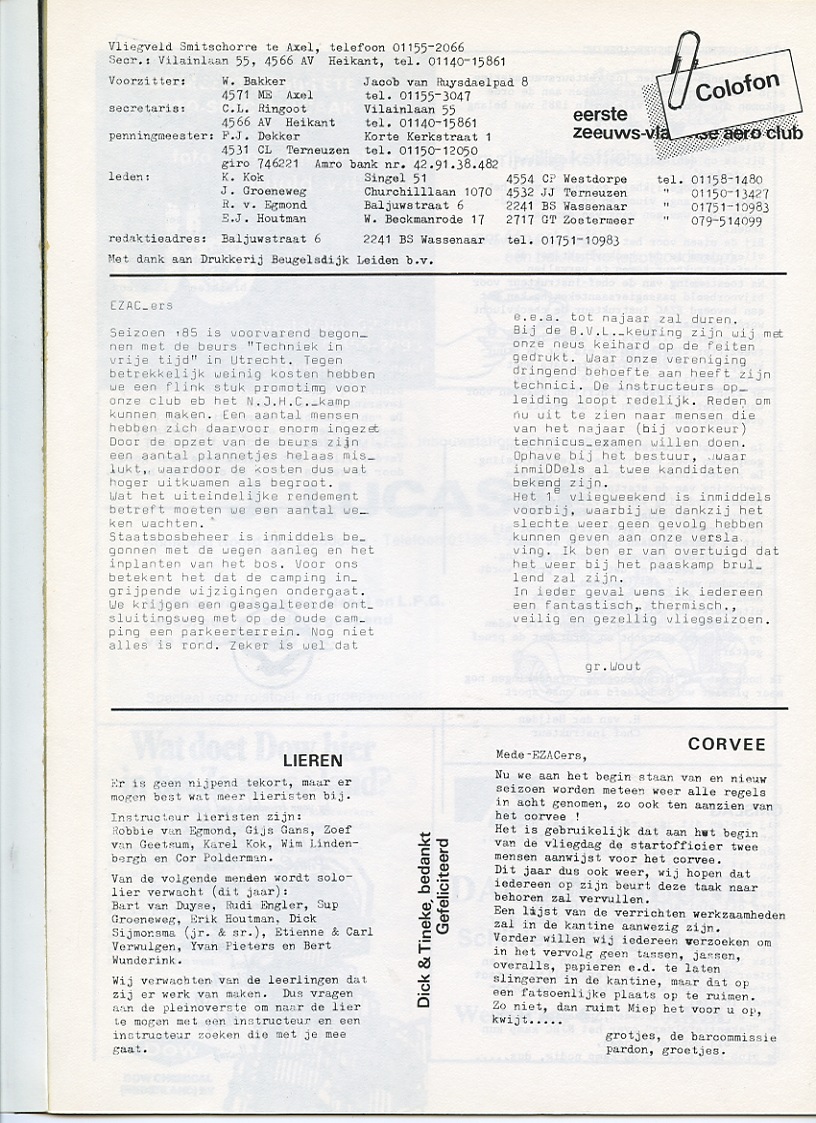 Vliegveld Smitschorre te Axel, telefoon 01155-2066
Secr.: Vilainlaan 55, 4566 AV Heikant, tel. 01140-15861
Voorzitter: W. Bakker Jacob van Ruysdaelpad 8
4571 ME Axel tel. 01155-3047
secretaris: C.L. Ringoot Vilainlaan 55
4566 AV Heikant tel. 01140-15861
penningmeester: F.J. Dekker Korte Kerkstraat 1
4531 CL Terneuzen tel. 01150-12050
giro 746221 Amro bank nr. 42.91.38.482
leden: K. Kok Singel 51 4554 CP Westdorpe tel. 01158-1480
J. Groeneweg Churchilllaan 1070 4532 JJ Terneuzen " 01150-13427
R. v. Egmond Baljuwstraat 6 2241 BS Wassenaar " 01751-10983
E.J. Houtman W. Beckmanrode 17 2717 GT Zoetermeer " 079-514099
redaktieadres: Baljuwstraat 6 2241 BS Wassenaar tel. 01751-10983
Met dank aan Drukkerij Beugelsdijk Leiden b.v.
Colofon
eerste
zeeuws-vlaamse aero club
EZAC_ers
Seizoen '85 is voorvarend begon_
nen met de beurs "Techniek in
vrije tijd" in Utrecht. Tegen
betrekkelijk weinig kosten hebben
we een flink stuk promotimg voor
onze club eb het N.J.H.C._kamp
kunnen maken. Een aantal mensen
hebben zich daarvoor enorm ingezet
Door de opzet van de beurs zijn
een aantal plannetjes helaas mis_
lukt, waardoor de kosten dus wat
hoger uitkwamen als begroot.
Wat het uiteindelijke rendement
betreft moeten we een aantal we_
ken wachten.
Staatsbosbeheer is inmiddels be_
gonnen met de wegen aanleg en het
inplanten van het bos. Voor ons
betekent het dat de camping in_
grijpende wijzigingen ondergaat.
We krijgen een geasgalteerde ont_
sluitingsweg met op de oude cam_
ping een parkeerterrein. Nog niet
alles is rond. Zeker is wel dat
e.e.a. tot najaar zal duren.
Bij de B.V.L._keuring zijn wij met
onze neus keihard op de feiten
gedrukt. Waar onze vereniging
dringend behoefte aan heeft zijn
technici. De instructeurs op_
leiding loopt redelijk. Reden om
nu uit te zien naar mensen die
van het najaar (bij voorkeur)
technicus_examen willen doen.
Ophave bij het bestuur, .waar
inmiDDels al twee kandidaten
bekend zijn.
Het 1e vliegweekend is inmiddels
voorbij, waarbij we dankzij het
slechte weer geen gevolg hebben
kunnen geven aan onze versla
ving. Ik ben er van overtuigd dat
het weer bij het paaskamp brul_
lend zal zijn.
In ieder geval wens ik iedereen
een fantastisch, thermisch.,
veilig en gezellig vliegseizoen.
gr.Wout
LIEREN
Er is geen nijpend tekort, maar er
mogen best wat meer lieristen bij.
Instructeur lieristen zijn:
Robbie van Egmond, Gijs Gans, Zoef
van Geetsum, Karel Kok, Wim Linden-
bergh en Cor Polderman.
Van de volgende menden wordt solo-
lier verwacht (dit jaar):
Bart van Duyse, Rudi Engler, Sup
Groeneweg, Erik Houtman, Dick
Sijmonsma (jr. & sr.), Etienne & Carl
Verwulgen, Yvan Pieters en Bert
Wunderink.
Wij verwachten van de leerlingen dat
zij er werk van maken. Dus vragen
aan de pleinoverste om naar de lier
te mogen met een instructeur en een
instructeur zoeken die met je mee
gaat.
Dick & Tineke, bedankt
Gefeliciteerd
CORVEE
Mede-EZACers,
Nu we aan het begin staan van en nieuw
seizoen worden meteen weer alle regels
in acht genomen, zo ook ten aanzien van
het corvee !
Het is gebruikelijk dat aan het begin
van de vliegdag de startofficier twee
mensen aanwijst voor het corvee.
Dit jaar dus ook weer, wij hopen dat
iedereen op zijn beurt deze taak naar
behoren zal vervullen.
Een lijst van de verrichten werkzaamheden
zal in de kantine aanwezig zijn.
Verder willen wij iedereen verzoeken om
in het vervolg geen tassen, jassen,
overalls, papieren e.d. te laten
slingeren in de kantine, maar dat op
een fatsoenlijke plaats op te ruimen.
Zo niet, dan ruimt Miep het voor u op,
kwijt.....
grotjes, de barcommissie
pardon, groetjes.